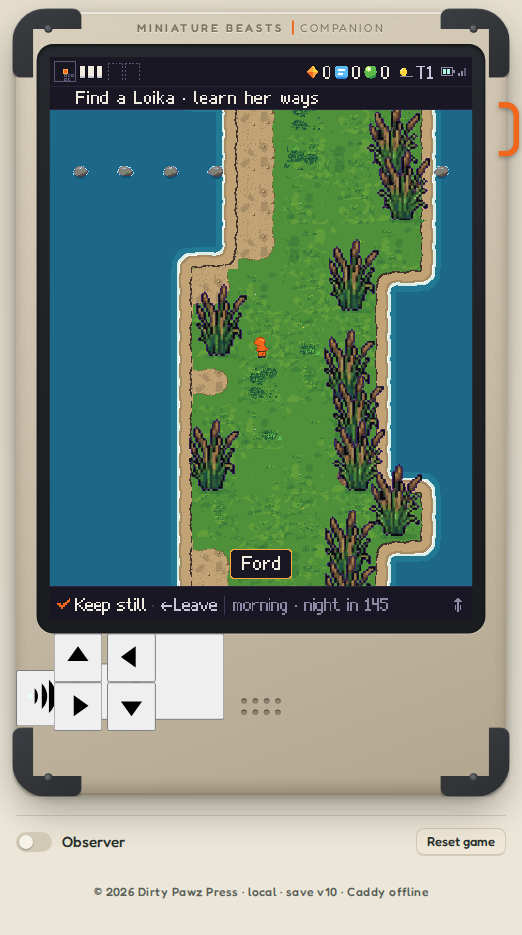 MINIATURE BEASTS | COMPANION
0 0 0 T1
Find a Loika · learn her ways
Ford
Keep still · ←Leave | morning · night in 145
Observer
Reset game
© 2026 Dirty Pawz Press · local · save v10 · Caddy offline